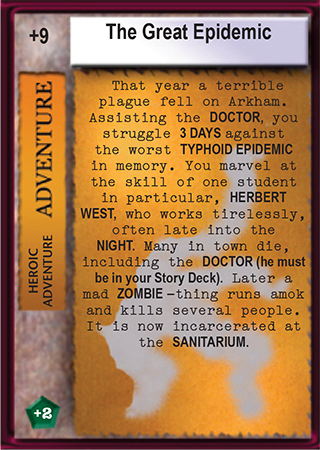 +9
The Great Epidemic
HEROIC
ADVENTURE
ADVENTURE
That year a terrible
plague fell on Arkham.
Assisting the DOCTOR, you
struggle 3 DAYS against
the worst TYPHOID EPIDEMIC
in memory. You marvel at
the skill of one student
in particular, HERBERT
WEST, who works tirelessly,
often late into the
NIGHT. Many in town die,
including the DOCTOR (he must
be in your Story Deck). Later a
mad ZOMBIE –thing runs amok
and kills several people.
It is now incarcerated at
the SANITARIUM.
+2